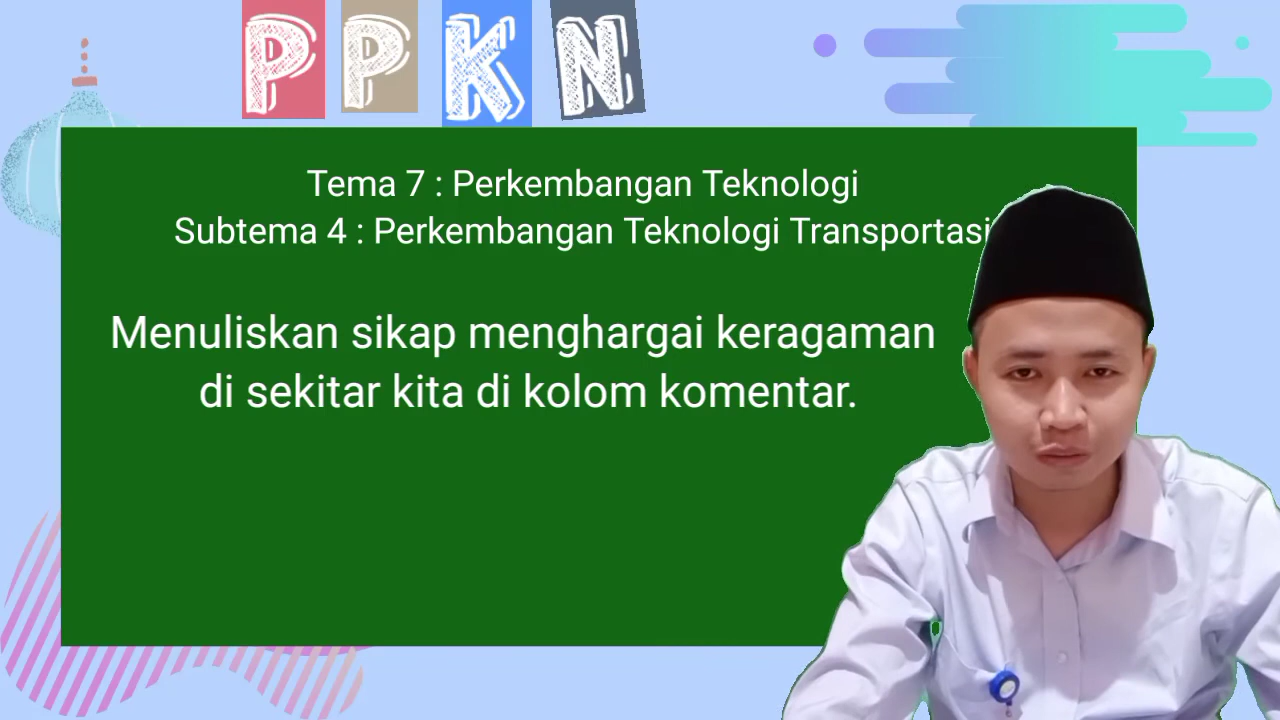 PPKN
Tema 7 : Perkembangan Teknologi
Subtema 4 : Perkembangan Teknologi Transportasi
Menuliskan sikap menghargai keragaman
di sekitar kita di kolom komentar.